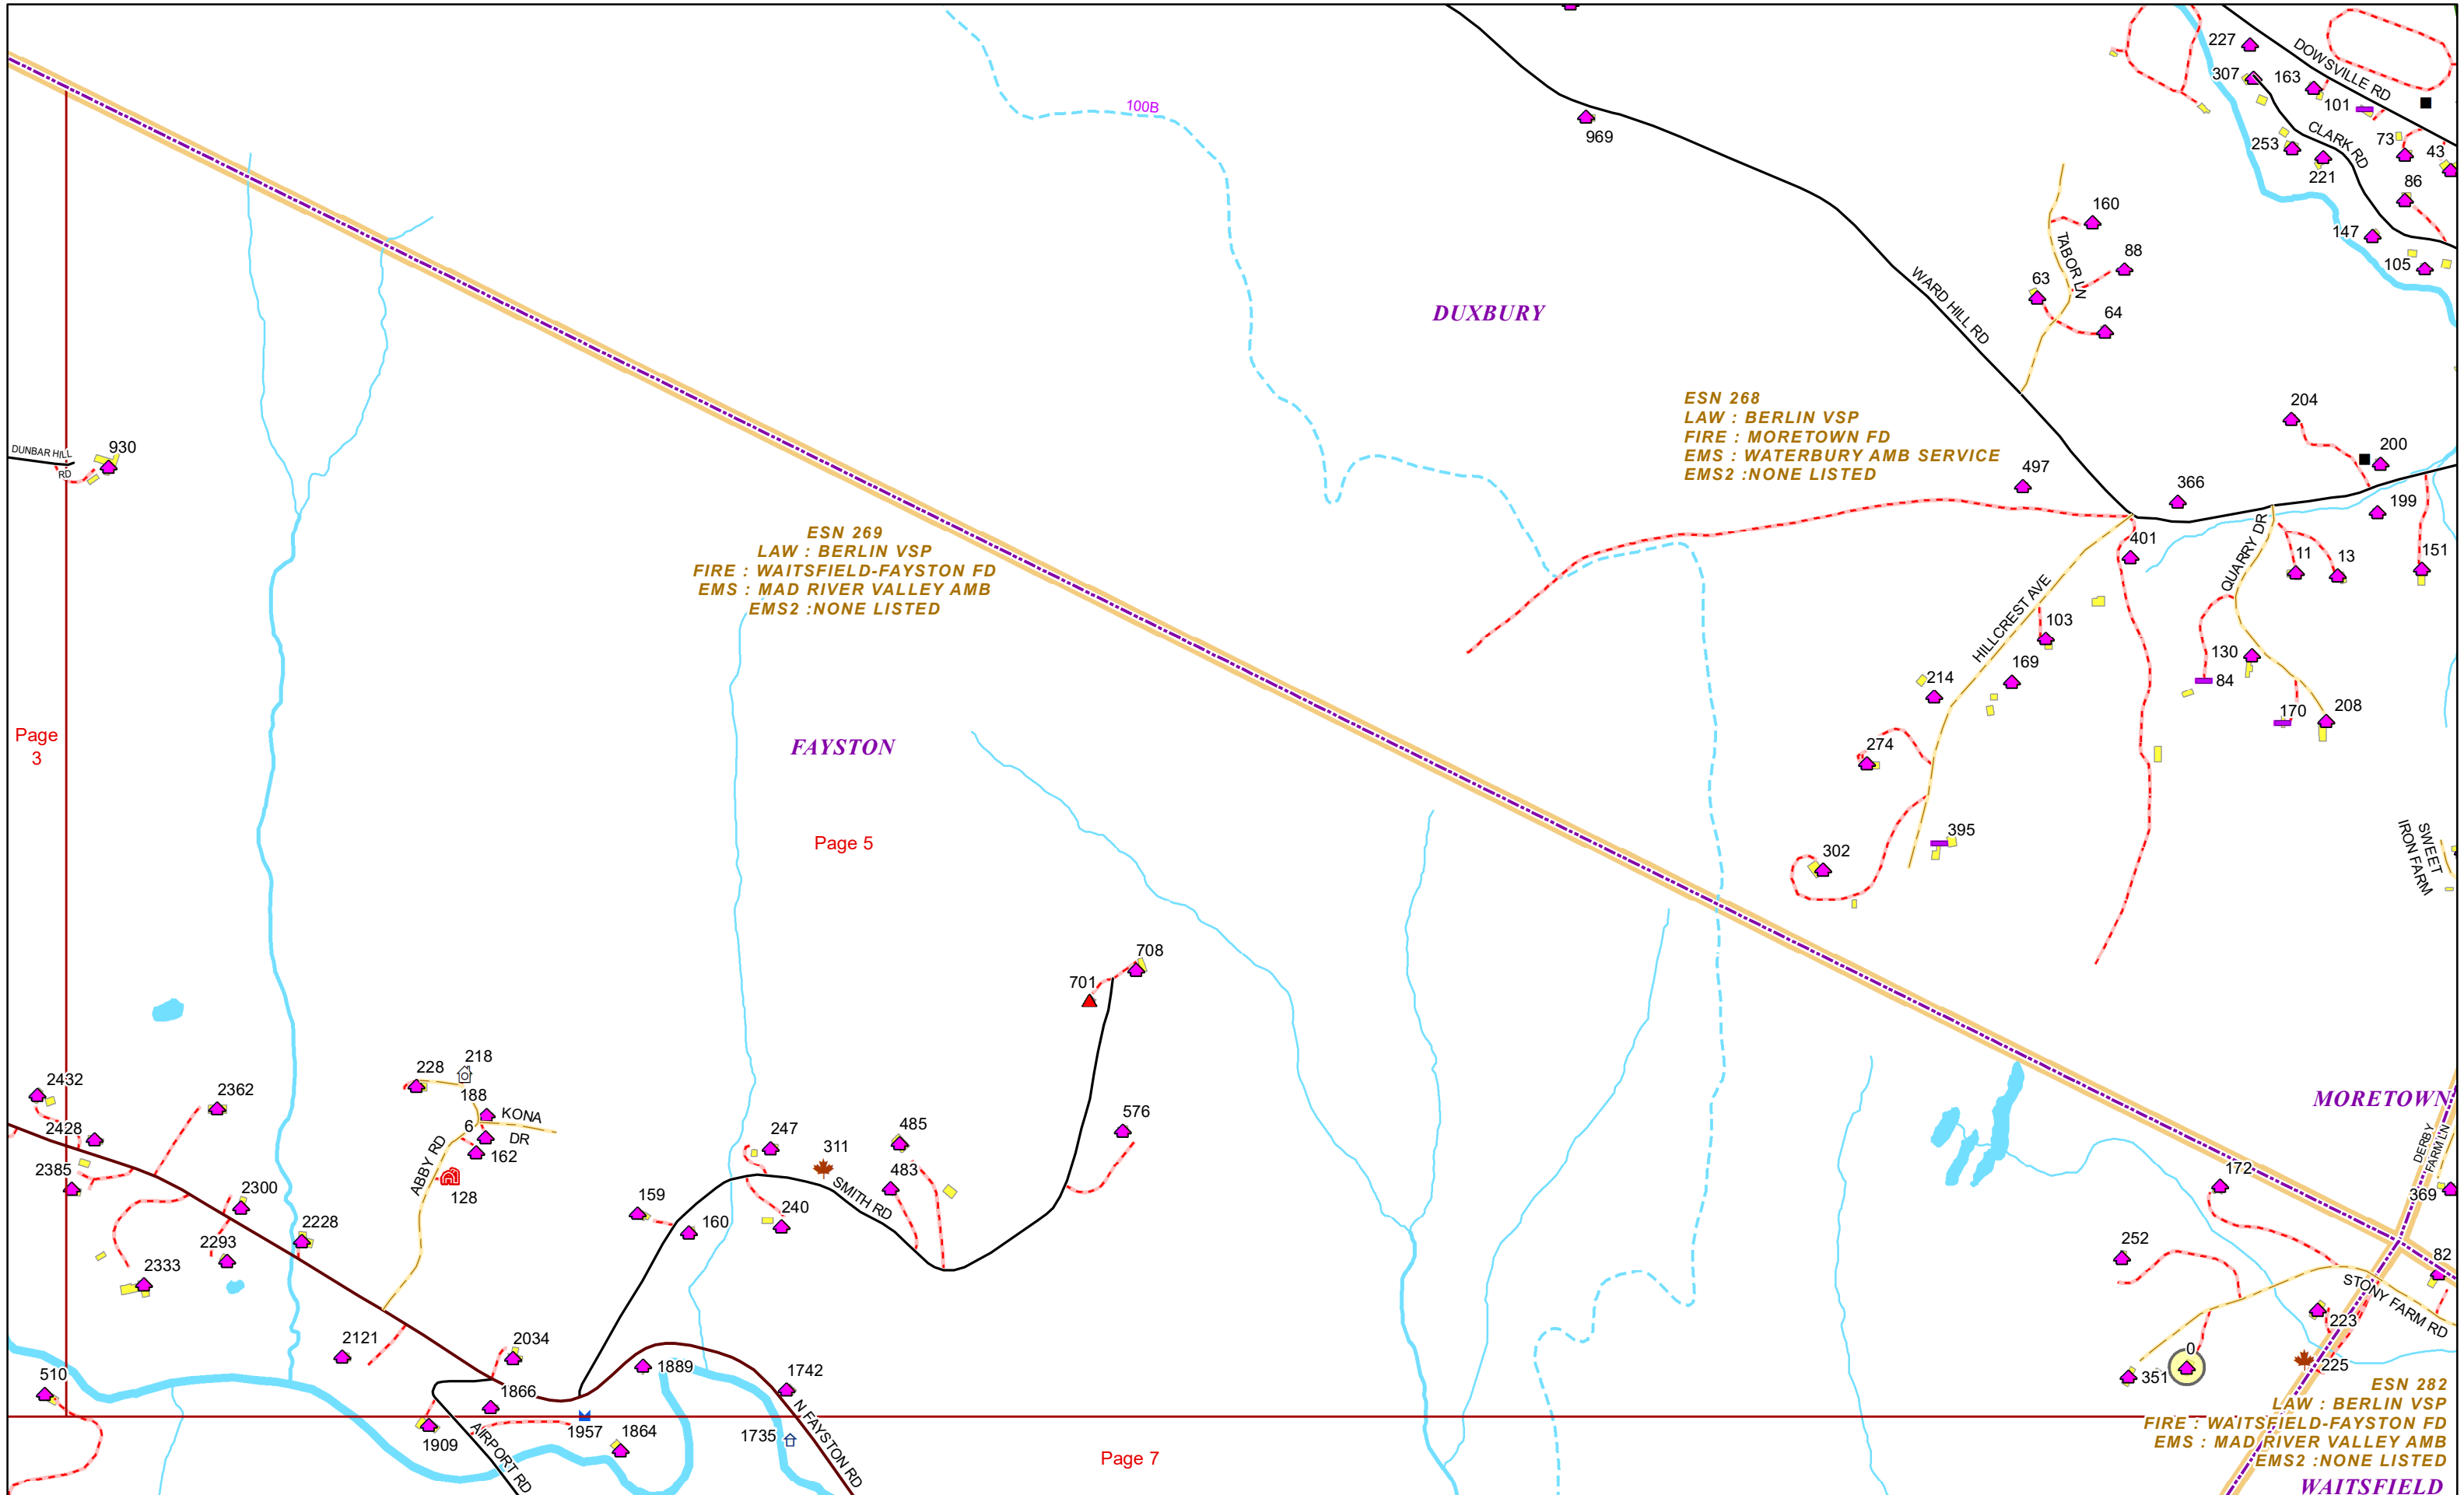 227
DOWSVILLE RD
307
163
101
100B
969
253
CLARK RD
221
73
43
86
160
147
88
105
TABOR LN
63
64
WARD HILL RD
DUXBURY
ESN 268
LAW : BERLIN VSP
FIRE : MORETOWN FD
EMS : WATERBURY AMB SERVICE
EMS2 :NONE LISTED
204
200
930
DUNBAR HILL
RD
497
366
199
ESN 269
LAW : BERLIN VSP
FIRE : WAITSFIELD-FAYSTON FD
EMS : MAD RIVER VALLEY AMB
EMS2 :NONE LISTED
401
QUARRY DR
11
13
151
HILLCREST AVE
103
130
169
84
214
170
208
Page
3
FAYSTON
274
Page 5
395
302
SWEET
IRON FARM
708
701
218
228
2432
2362
188
KONA
DR
6
162
2428
ABBY RD
128
2385
MORETOWN
576
485
247
311
483
SMITH RD
DERBY
FARM LN
172
369
2300
159
160
240
2228
2293
2333
252
82
STONY FARM RD
223
2121
2034
0
351
225
510
1889
1742
1866
N FAYSTON RD
1909
AIRPORT RD
1957
1864
1735
Page 7
ESN 282
LAW : BERLIN VSP
FIRE : WAITSFIELD-FAYSTON FD
EMS : MAD RIVER VALLEY AMB
EMS2 :NONE LISTED
WAITSFIELD